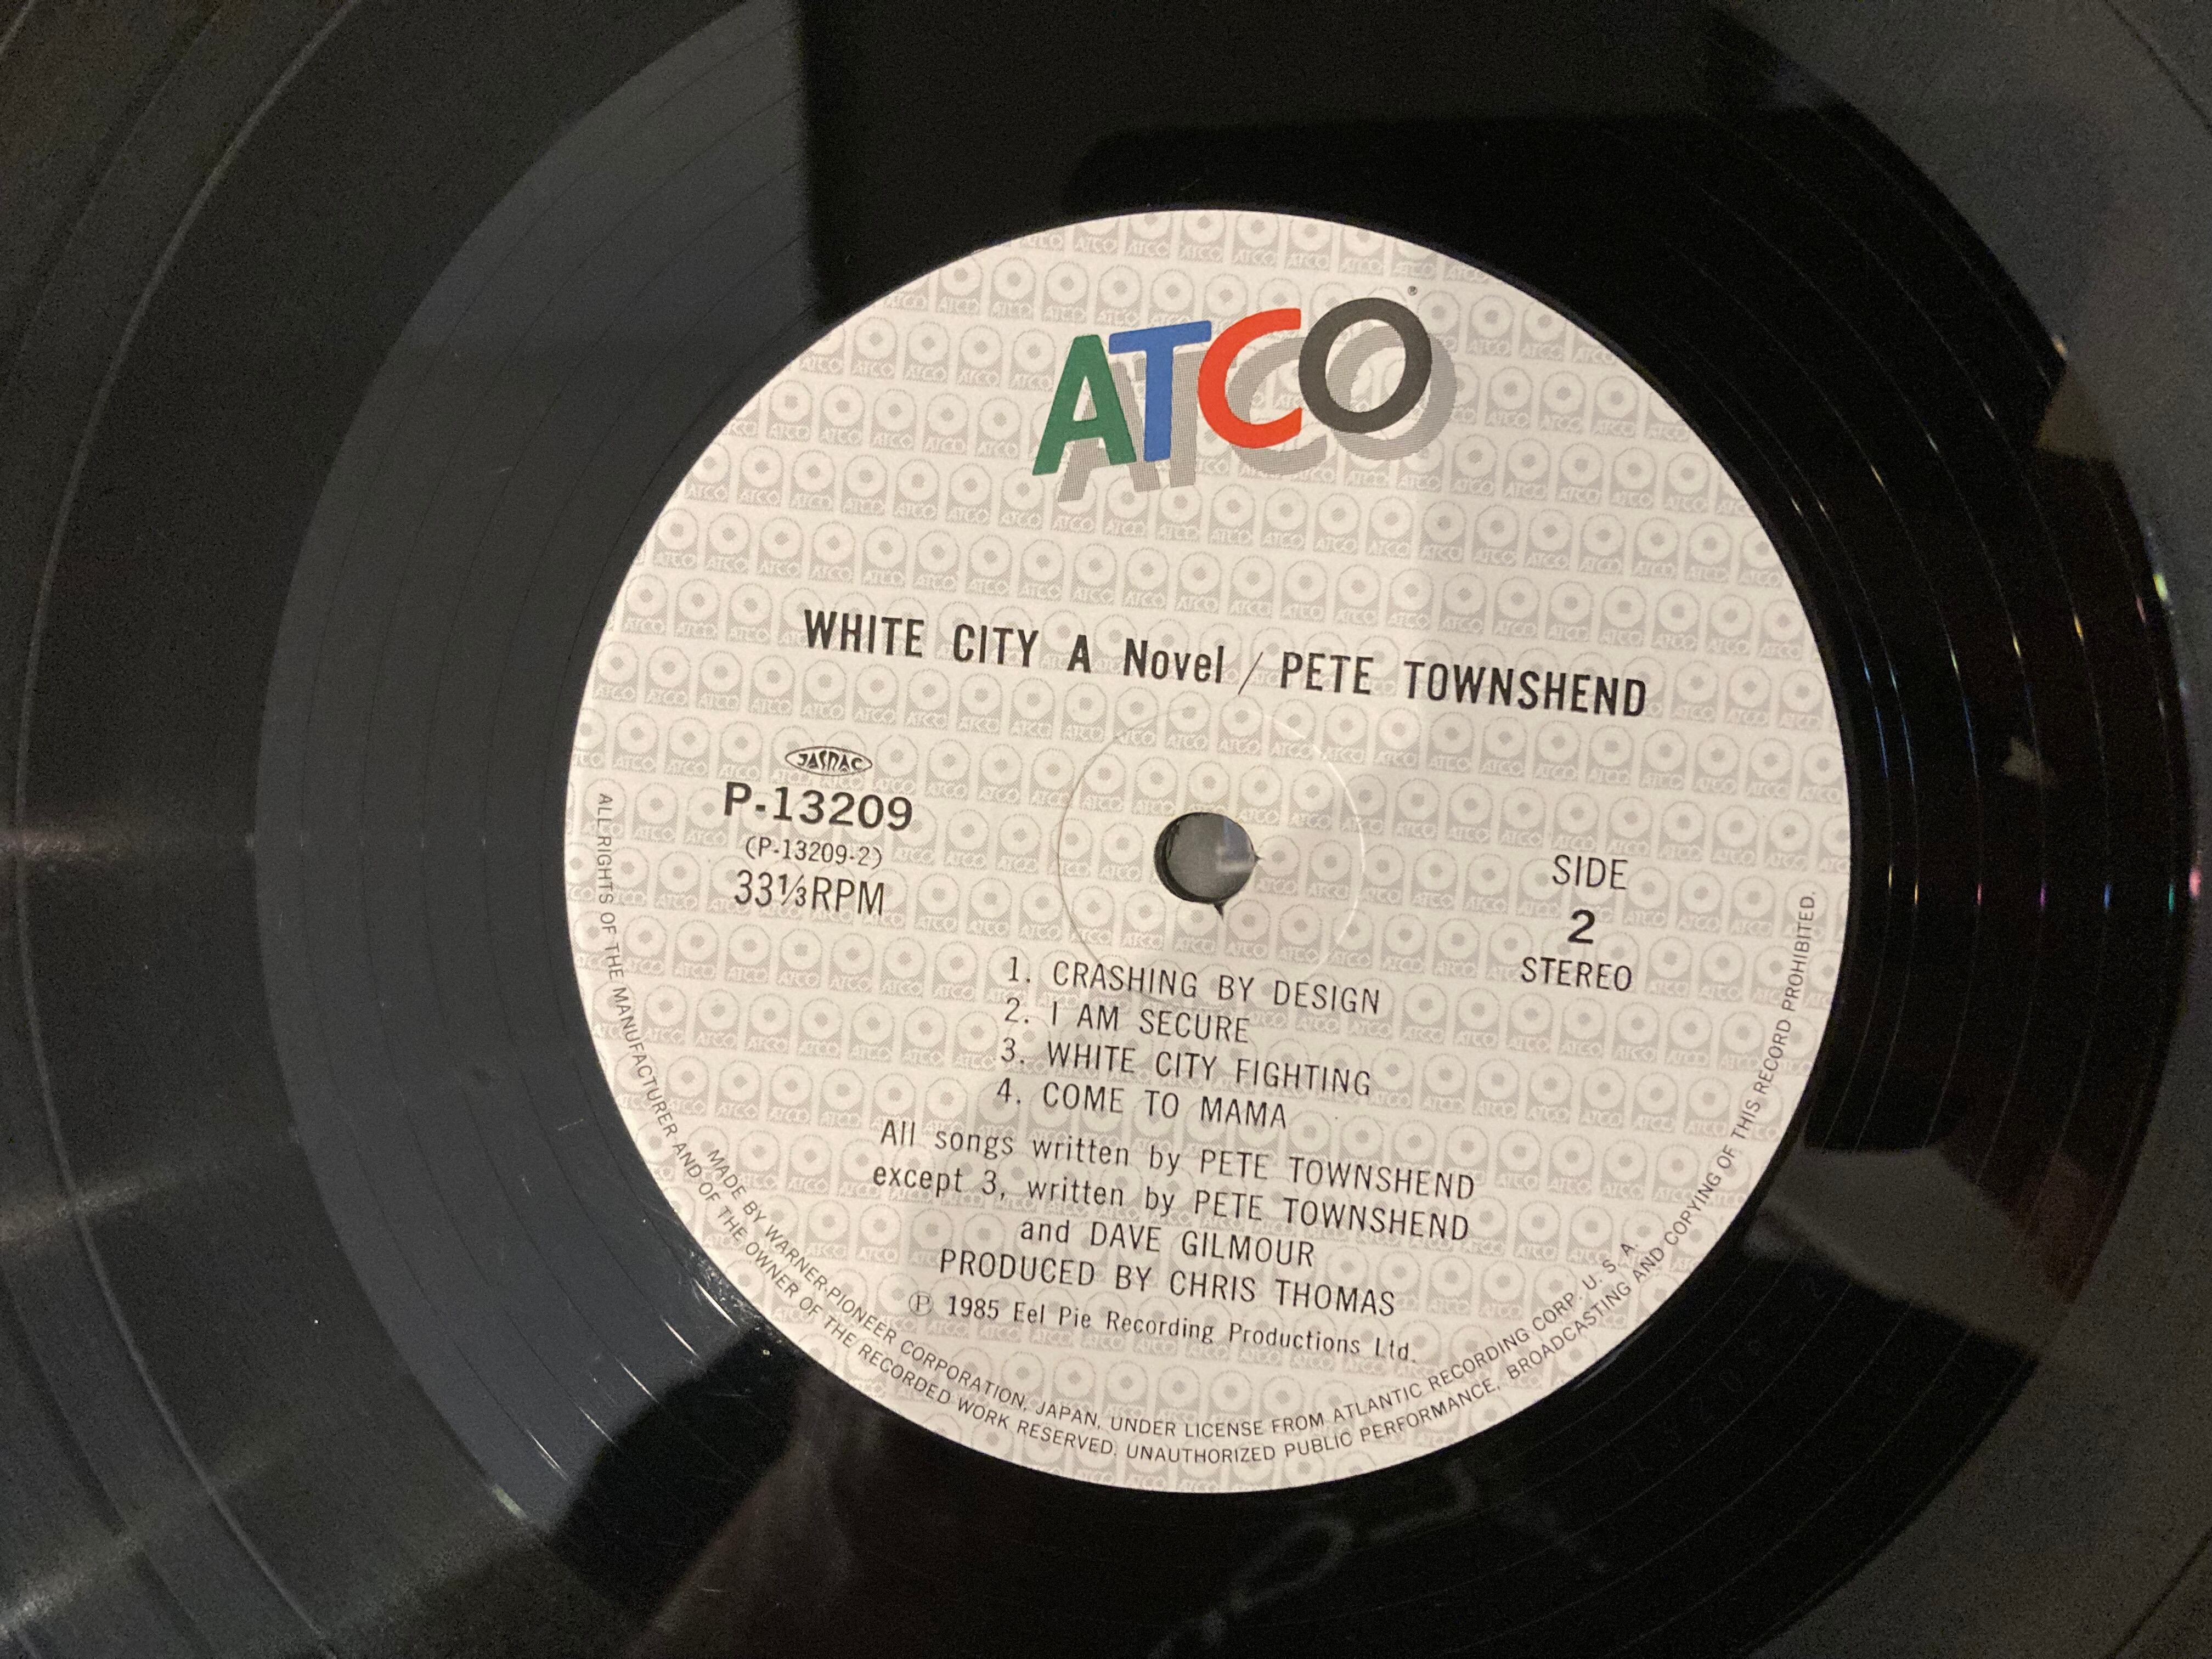 ATCO®
WHITE CITY A Novel / PETE TOWNSHEND
JASRAC
P-13209
(P-13209-2)
33⅓RPM
SIDE
2
STEREO
1. CRASHING BY DESIGN
2. I AM SECURE
3. WHITE CITY FIGHTING
4. COME TO MAMA
All songs written by PETE TOWNSHEND
except 3, written by PETE TOWNSHEND
and DAVE GILMOUR
PRODUCED BY CHRIS THOMAS
Ⓟ 1985 Eel Pie Recording Productions Ltd.
MADE BY WARNER-PIONEER CORPORATION, JAPAN, UNDER LICENSE FROM ATLANTIC RECORDING CORP. U. S. A.
ALL RIGHTS OF THE MANUFACTURER AND OF THE OWNER OF THE RECORDED WORK RESERVED. UNAUTHORIZED PUBLIC PERFORMANCE, BROADCASTING AND COPYING OF THIS RECORD PROHIBITED.